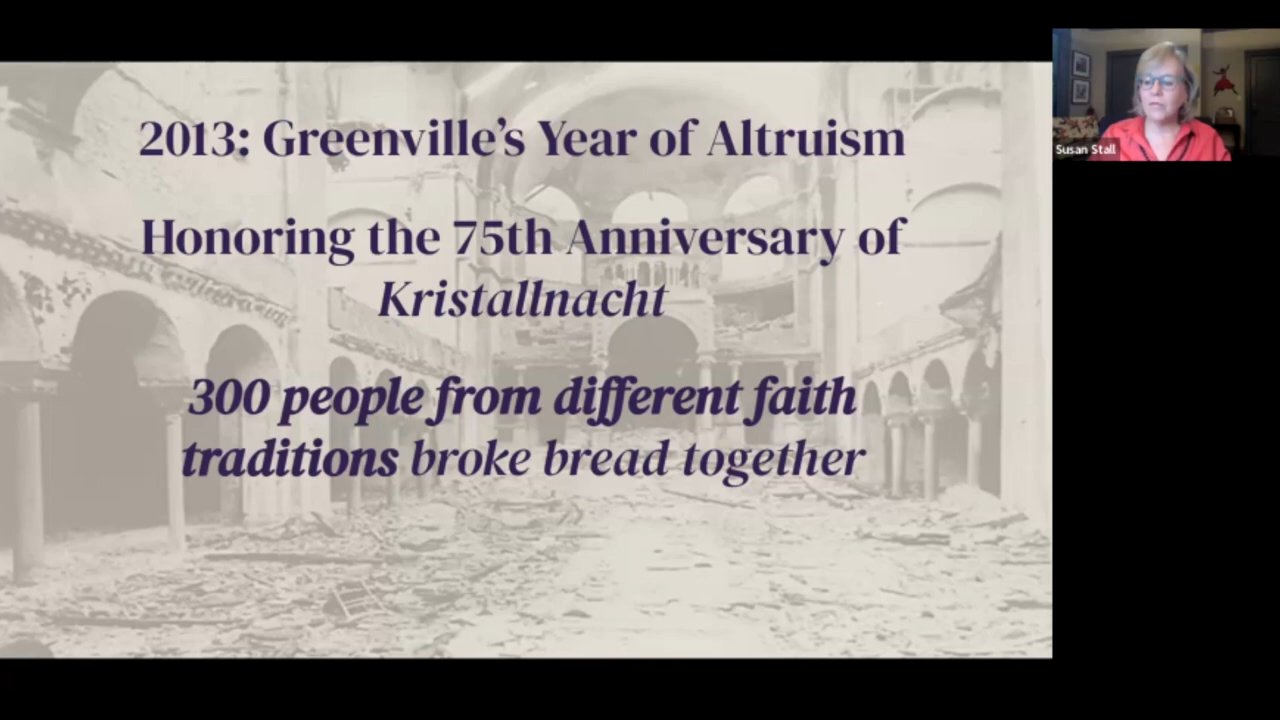 2013: Greenville's Year of Altruism
Honoring the 75th Anniversary of
Kristallnacht
300 people from different faith
traditions broke bread together
Susan Stall